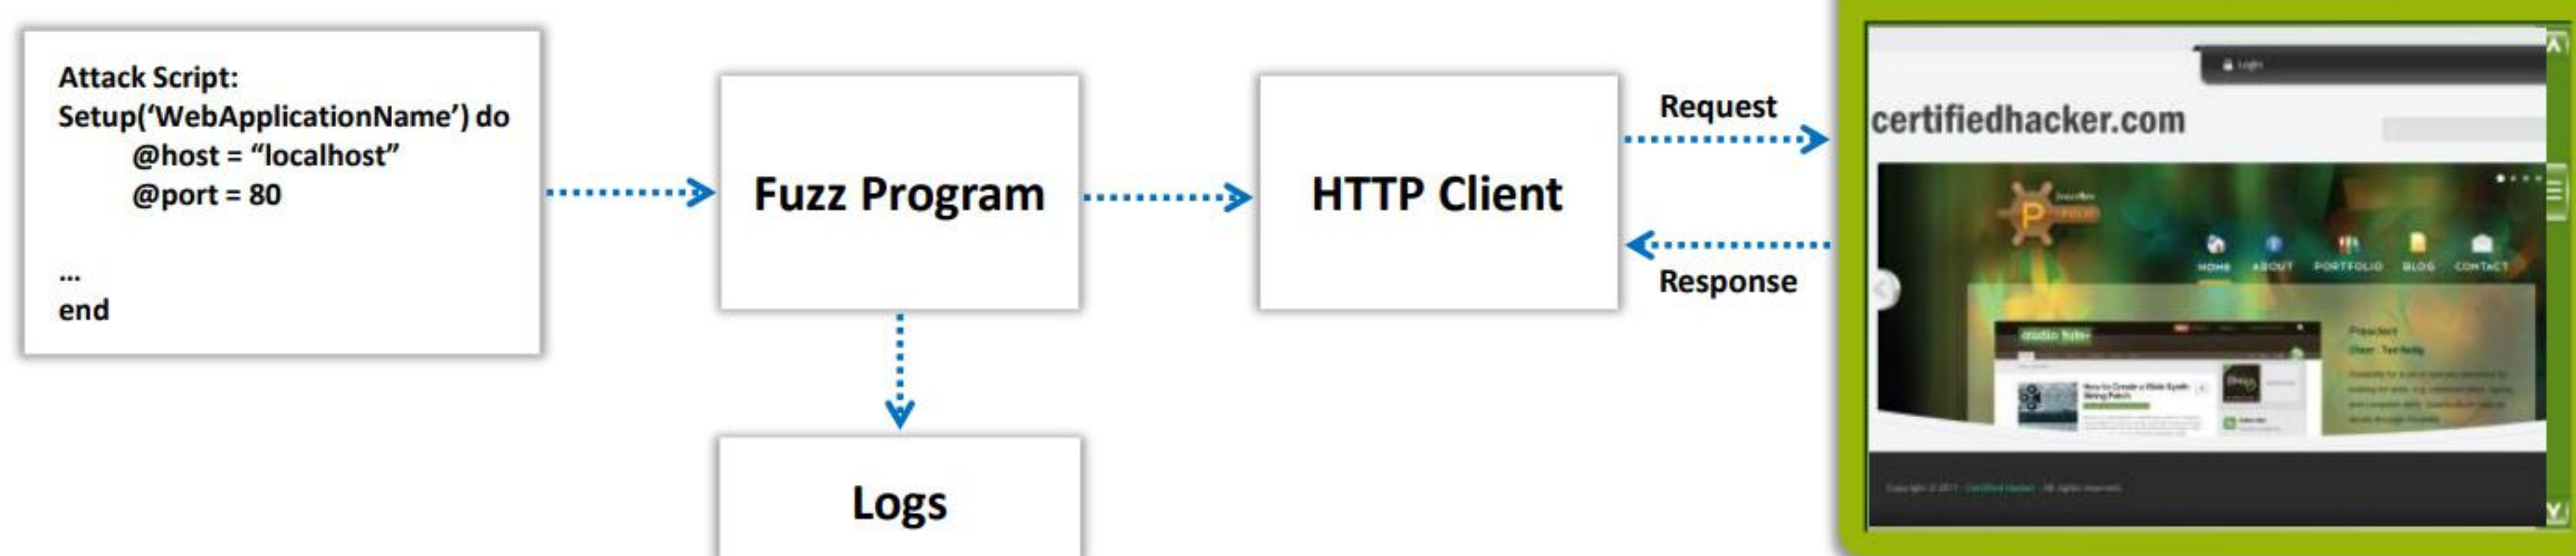 Attack Script:
Setup(‘WebApplicationName’) do
@host = “localhost”
@port = 80
...
end
Fuzz Program
Logs
HTTP Client
Request
Response
Login
certifiedhacker.com
HOME ABOUT PORTFOLIO BLOG CONTACT